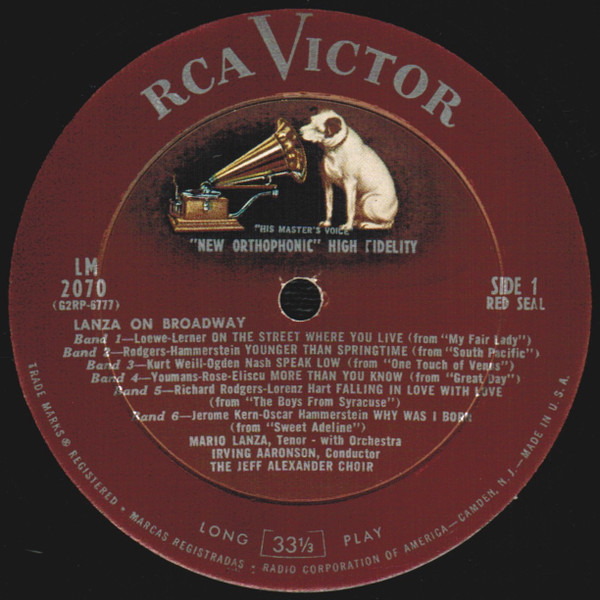 RCA VICTOR
"HIS MASTER'S VOICE"
"NEW ORTHOPHONIC" HIGH FIDELITY
LM
2070
(G2RP-6777)
SIDE 1
RED SEAL
LANZA ON BROADWAY
Band 1—Loewe-Lerner ON THE STREET WHERE YOU LIVE (from "My Fair Lady")
Band 2—Rodgers-Hammerstein YOUNGER THAN SPRINGTIME (from "South Pacific")
Band 3—Kurt Weill-Ogden Nash SPEAK LOW (from "One Touch of Venus")
Band 4—Youmans-Rose-Eliscu MORE THAN YOU KNOW (from "Great Day")
Band 5—Richard Rodgers-Lorenz Hart FALLING IN LOVE WITH LOVE
(from "The Boys From Syracuse")
Band 6—Jerome Kern-Oscar Hammerstein WHY WAS I BORN
(from "Sweet Adeline")
MARIO LANZA, Tenor - with Orchestra
IRVING AARONSON, Conductor
THE JEFF ALEXANDER CHOIR
LONG 33⅓ PLAY
TRADE MARKS ® REGISTERED • MARCAS REGISTRADAS • RADIO CORPORATION OF AMERICA—CAMDEN, N. J.—MADE IN U.S.A.